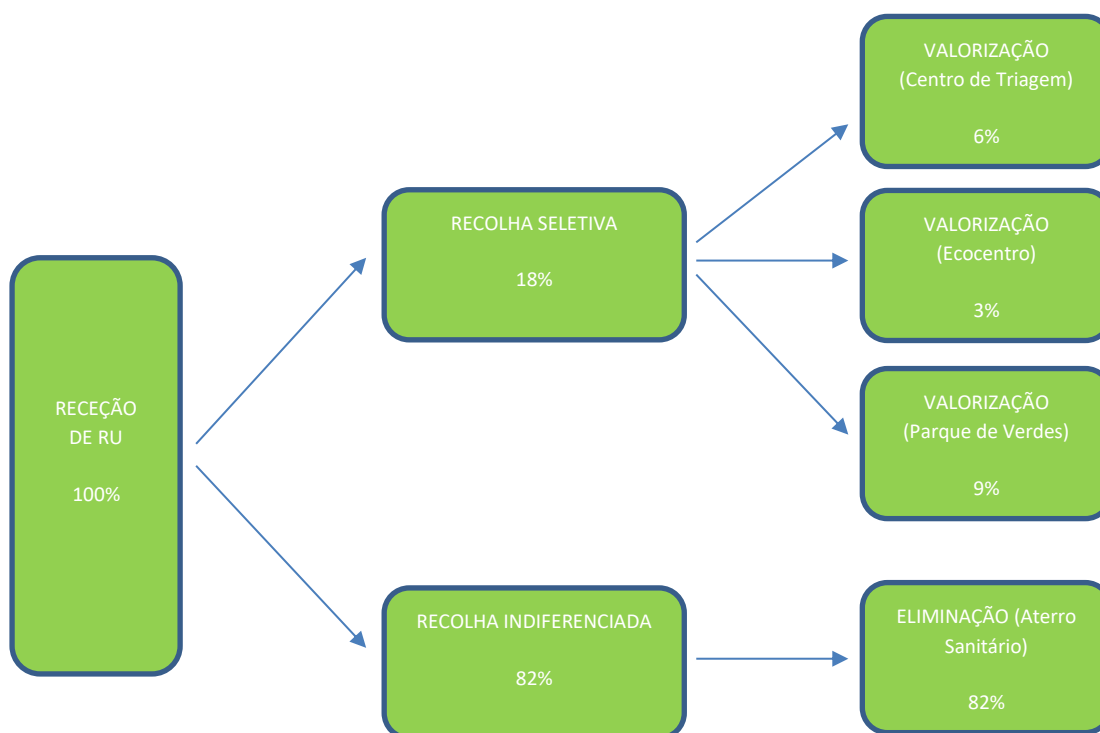 RECEÇÃO
DE RU
100%
RECOLHA SELETIVA
18%
VALORIZAÇÃO
(Centro de Triagem)
6%
VALORIZAÇÃO
(Ecocentro)
3%
VALORIZAÇÃO
(Parque de Verdes)
9%
RECOLHA INDIFERENCIADA
82%
ELIMINAÇÃO (Aterro
Sanitário)
82%